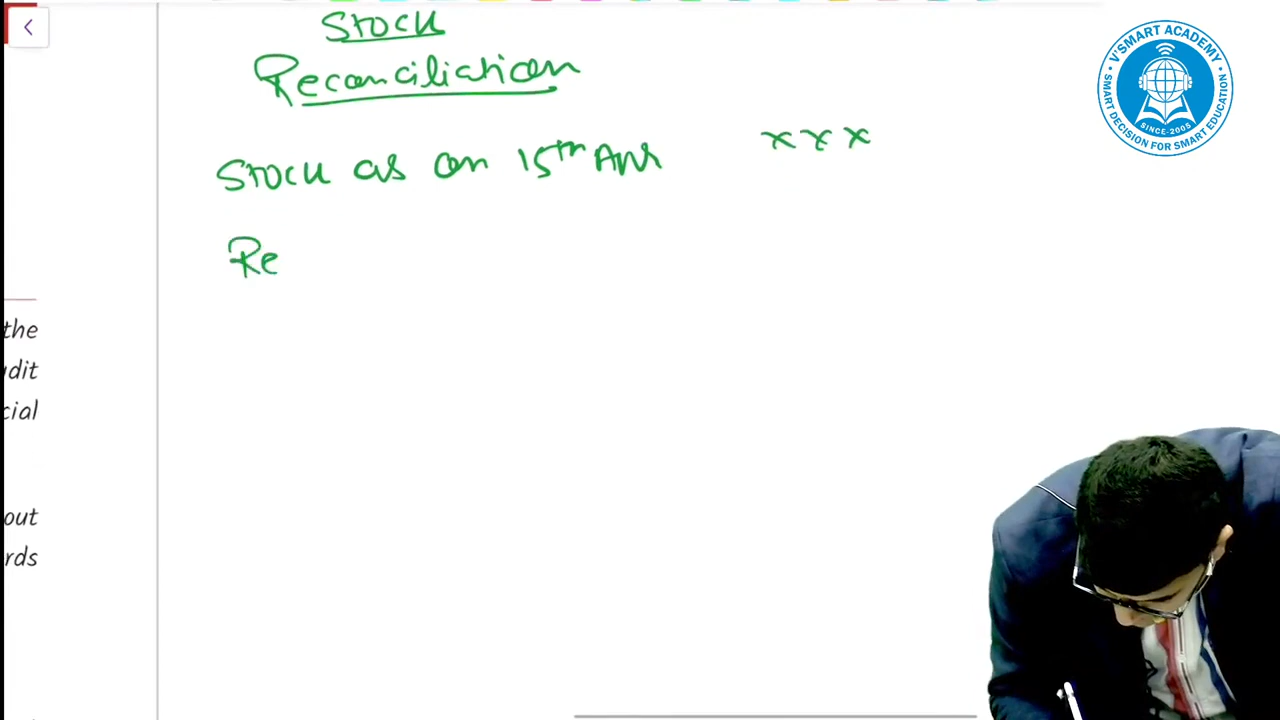 Stock
Reconciliation
Stock as on 15th Apr xxx
Re
the
udit
cial
out
rds
V'SMART ACADEMY
SINCE-2005
SMART DECISION FOR SMART EDUCATION